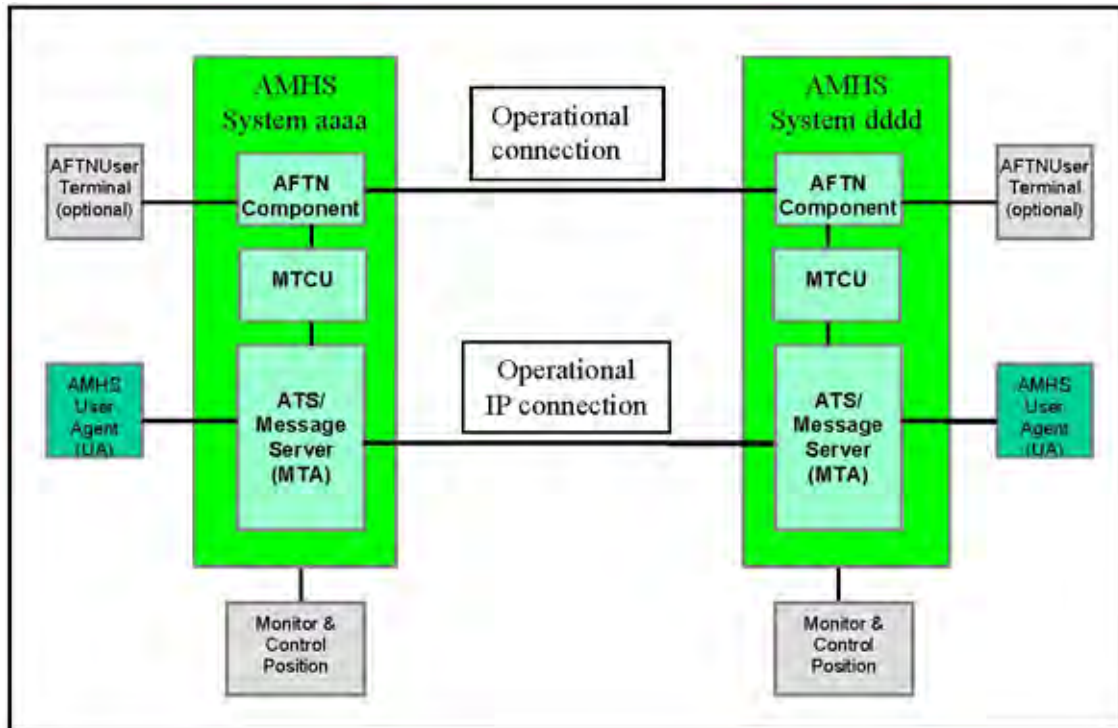 AMHS
System aaaa
AFTNUser
Terminal
(optional)
AFTN
Component
MTCU
AMHS
User
Agent
(UA)
ATS/
Message
Server
(MTA)
Monitor &
Control
Position
Operational
connection
Operational
IP connection
AMHS
System dddd
AFTN
Component
MTCU
ATS/
Message
Server
(MTA)
AFTNUser
Terminal
(optional)
AMHS
User
Agent
(UA)
Monitor &
Control
Position